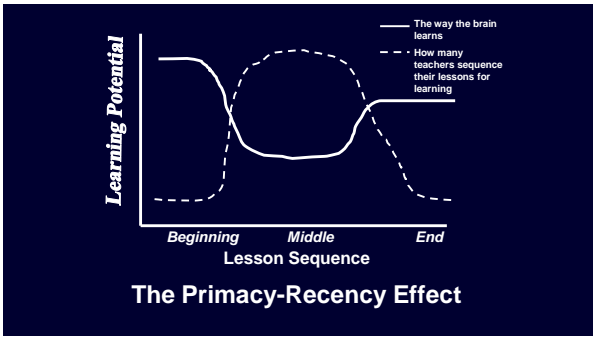 The way the brain
learns
How many
teachers sequence
their lessons for
learning
Learning Potential
Beginning Middle End
Lesson Sequence
The Primacy-Recency Effect